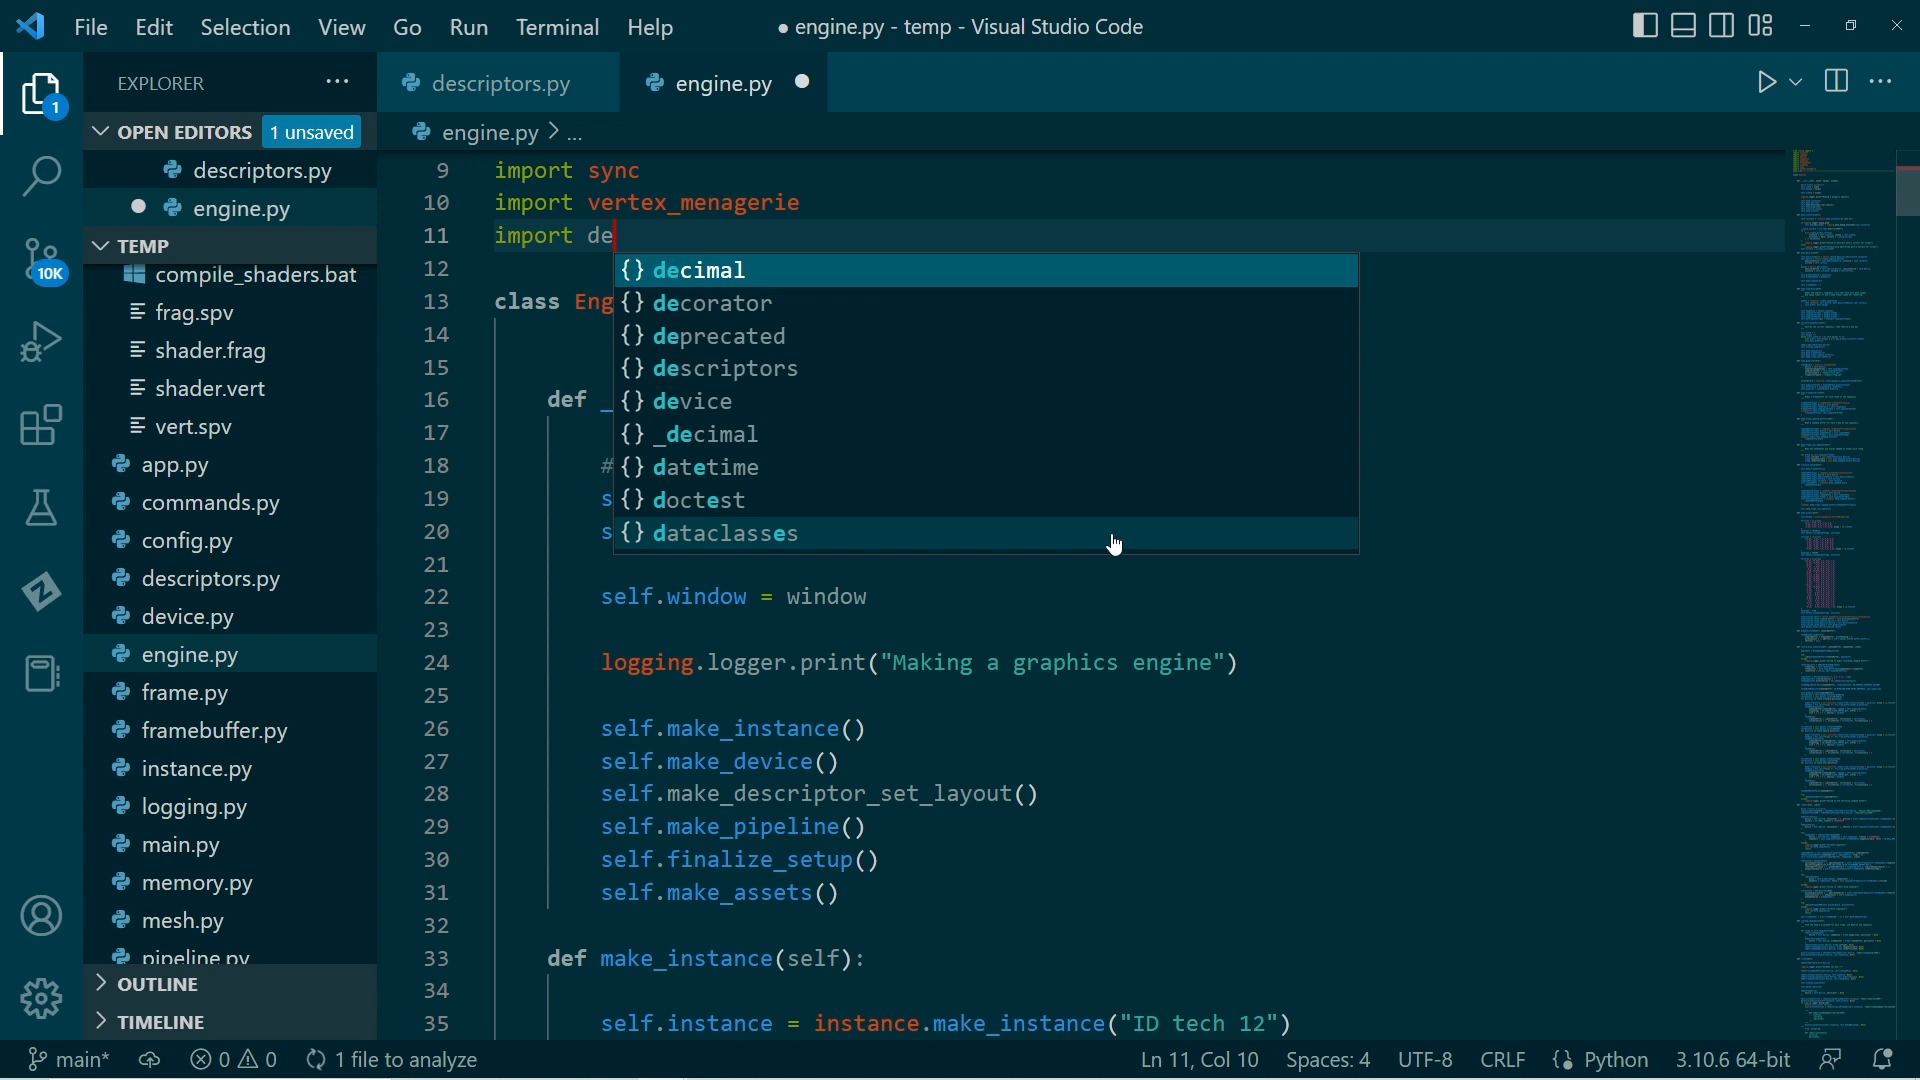 File Edit Selection View Go Run Terminal Help ● engine.py - temp - Visual Studio Code
EXPLORER ···
descriptors.py engine.py ●
1
OPEN EDITORS 1 unsaved
engine.py > ...
descriptors.py
● engine.py
TEMP
10K
compile_shaders.bat
frag.spv
shader.frag
shader.vert
vert.spv
app.py
commands.py
config.py
descriptors.py
device.py
engine.py
frame.py
framebuffer.py
instance.py
logging.py
main.py
memory.py
mesh.py
pipeline.py
OUTLINE
TIMELINE
9 import sync
10 import vertex_menagerie
11 import de
12 {} decimal
13 class Eng {} decorator
14 {} deprecated
15 {} descriptors
16 def _ {} device
17 {} _decimal
18 # {} datetime
19 s {} doctest
20 s {} dataclasses
21
22 self.window = window
23
24 logging.logger.print("Making a graphics engine")
25
26 self.make_instance()
27 self.make_device()
28 self.make_descriptor_set_layout()
29 self.make_pipeline()
30 self.finalize_setup()
31 self.make_assets()
32
33 def make_instance(self):
34
35 self.instance = instance.make_instance("ID tech 12")
main* 0 0 1 file to analyze Ln 11, Col 10 Spaces: 4 UTF-8 CRLF Python 3.10.6 64-bit